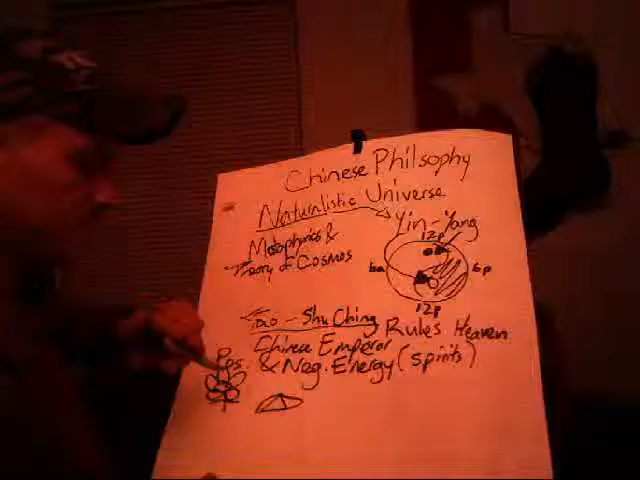 Chinese Philsophy
Naturalistic Universe
Yin-Yang
Metaphysics &
Theory of Cosmos
12p
6a
6p
12p
Tao - Shu Ching Rules Heaven
Chinese Emperor
Pos. & Neg. Energy (spirits)